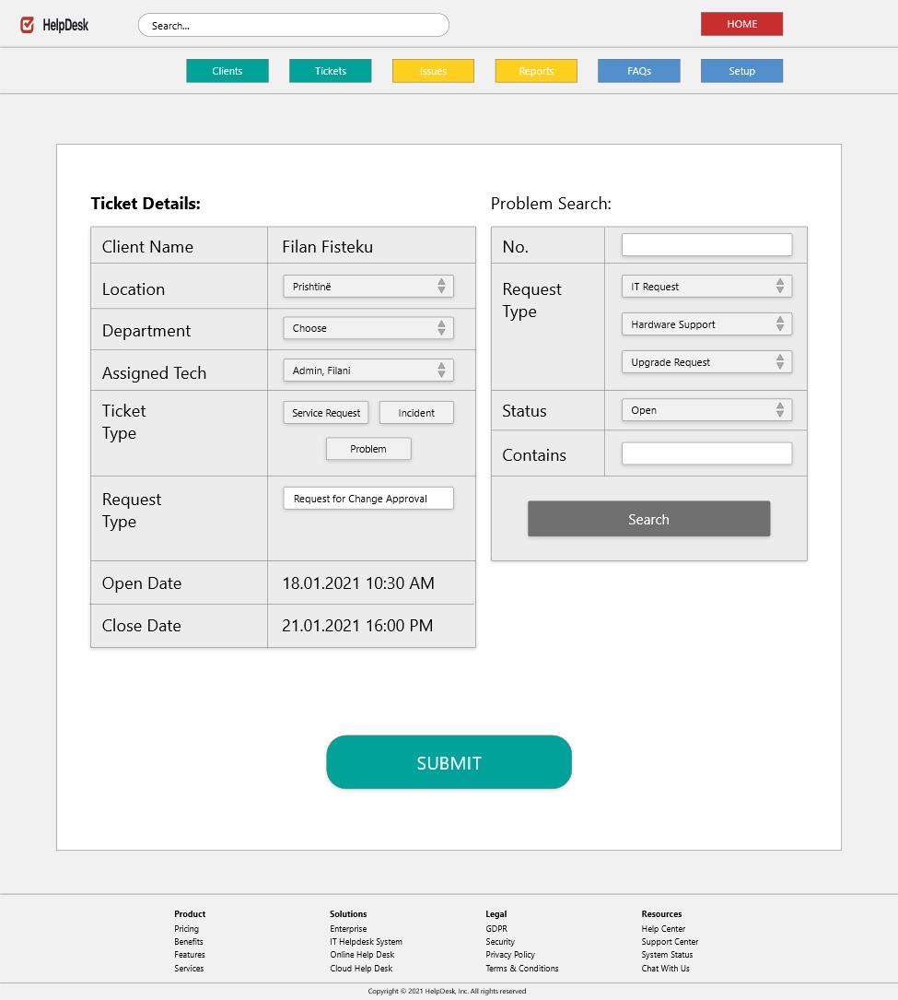 HelpDesk
Search...
HOME
Clients
Tickets
Issues
Reports
FAQs
Setup
Ticket Details:
Client Name
Filan Fisteku
Location
Prishtinë
Department
Choose
Assigned Tech
Admin, Filani
Ticket
Type
Service Request
Incident
Problem
Request
Type
Request for Change Approval
Open Date
18.01.2021 10:30 AM
Close Date
21.01.2021 16:00 PM
Problem Search:
No.
Request
Type
IT Request
Hardware Support
Upgrade Request
Status
Open
Contains
Search
SUBMIT
Product
Pricing
Benefits
Features
Services
Solutions
Enterprise
IT Helpdesk System
Online Help Desk
Cloud Help Desk
Legal
GDPR
Security
Privacy Policy
Terms & Conditions
Resources
Help Center
Support Center
System Status
Chat With Us
Copyright © 2021 HelpDesk, Inc. All rights reserved